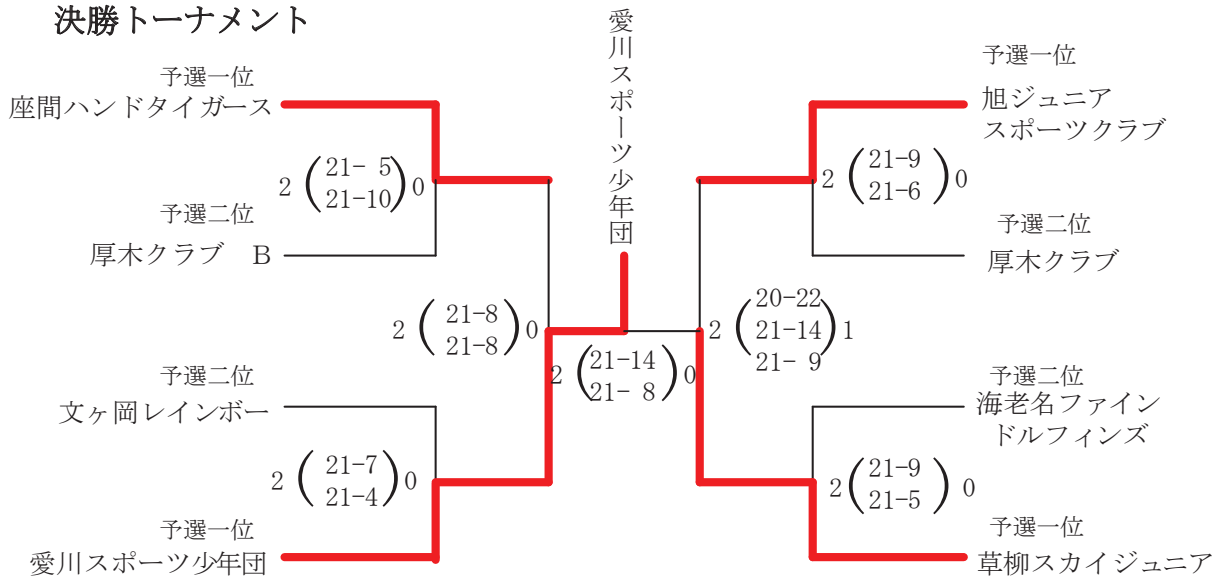 決勝トーナメント
愛川スポーツ少年団
予選一位
座間ハンドタイガース
2 (21- 5 21-10) 0
予選二位
厚木クラブ B
2 (21-8 21-8) 0
予選二位
文ヶ岡レインボー
2 (21-7 21-4) 0
予選一位
愛川スポーツ少年団
2 (21-14 21- 8) 0
予選一位
旭ジュニア
スポーツクラブ
2 (21-9 21-6) 0
予選二位
厚木クラブ
2 (20-22 21-14 21- 9) 1
予選二位
海老名ファイン
ドルフィンズ
2 (21-9 21-5) 0
予選一位
草柳スカイジュニア